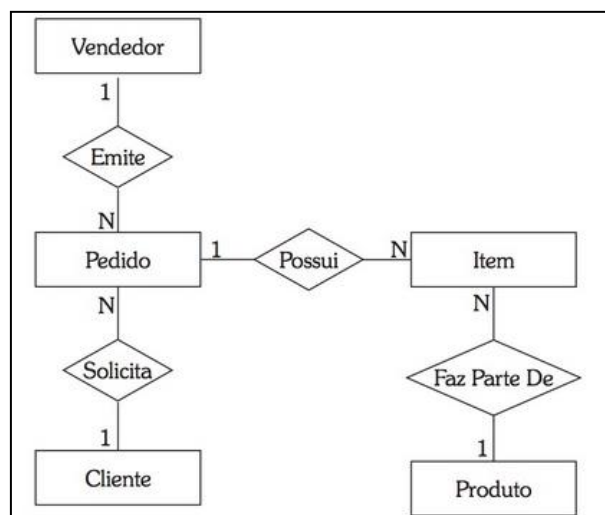 Vendedor
1
Emite
N
Pedido
1
Possui
N
Item
N
Solicita
1
Cliente
N
Faz Parte De
1
Produto